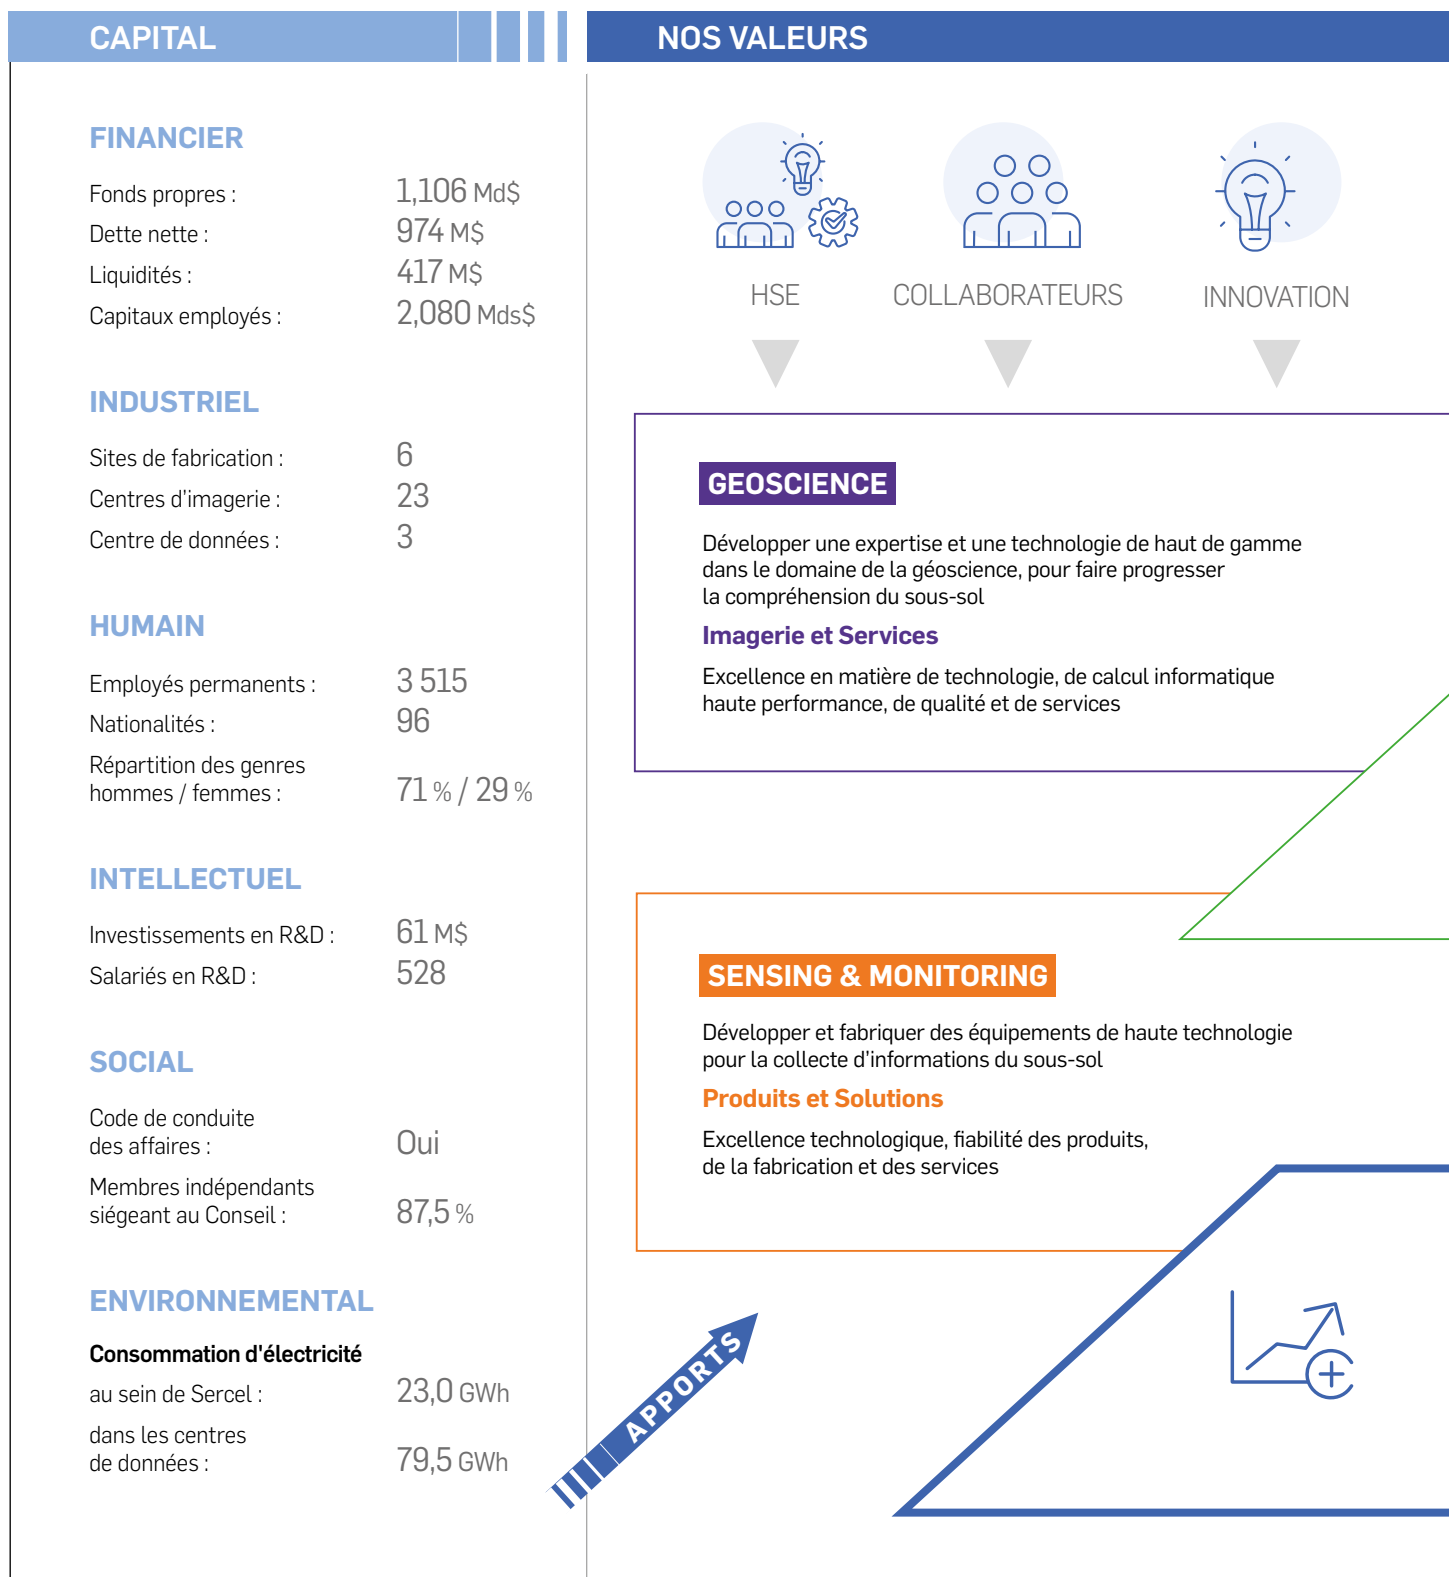 CAPITAL
FINANCIER
Fonds propres : 1,106 Md$
Dette nette : 974 M$
Liquidités : 417 M$
Capitaux employés : 2,080 Mds$
INDUSTRIEL
Sites de fabrication : 6
Centres d'imagerie : 23
Centre de données : 3
HUMAIN
Employés permanents : 3 515
Nationalités : 96
Répartition des genres
hommes / femmes : 71 % / 29 %
INTELLECTUEL
Investissements en R&D : 61 M$
Salariés en R&D : 528
SOCIAL
Code de conduite
des affaires : Oui
Membres indépendants
siégeant au Conseil : 87,5 %
ENVIRONNEMENTAL
Consommation d'électricité
au sein de Sercel : 23,0 GWh
dans les centres
de données : 79,5 GWh
APPORTS
NOS VALEURS
HSE
COLLABORATEURS
INNOVATION
GEOSCIENCE
Développer une expertise et une technologie de haut de gamme
dans le domaine de la géoscience, pour faire progresser
la compréhension du sous-sol
Imagerie et Services
Excellence en matière de technologie, de calcul informatique
haute performance, de qualité et de services
SENSING & MONITORING
Développer et fabriquer des équipements de haute technologie
pour la collecte d'informations du sous-sol
Produits et Solutions
Excellence technologique, fiabilité des produits,
de la fabrication et des services